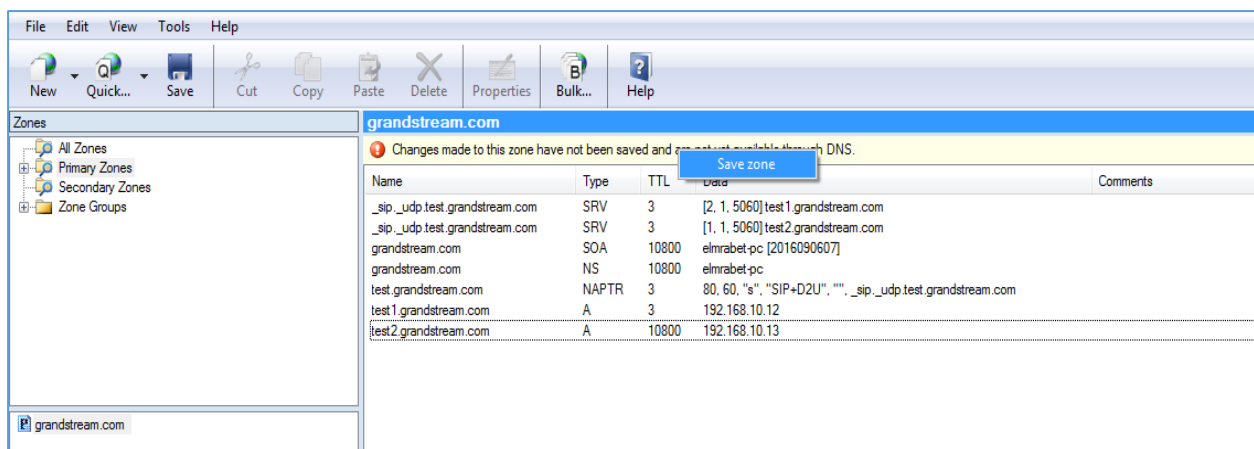 File Edit View Tools Help
New Quick... Save Cut Copy Paste Delete Properties Bulk... Help
Zones
All Zones
Primary Zones
Secondary Zones
Zone Groups
grandstream.com
grandstream.com
Changes made to this zone have not been saved and are not yet available through DNS.
Save zone
Name Type TTL Data Comments
_sip._udp.test.grandstream.com SRV 3 [2, 1, 5060] test1.grandstream.com
_sip._udp.test.grandstream.com SRV 3 [1, 1, 5060] test2.grandstream.com
grandstream.com SOA 10800 elmrabet-pc [2016090607]
grandstream.com NS 10800 elmrabet-pc
test.grandstream.com NAPTR 3 80, 60, "s", "SIP+D2U", "", _sip._udp.test.grandstream.com
test1.grandstream.com A 3 192.168.10.12
test2.grandstream.com A 10800 192.168.10.13